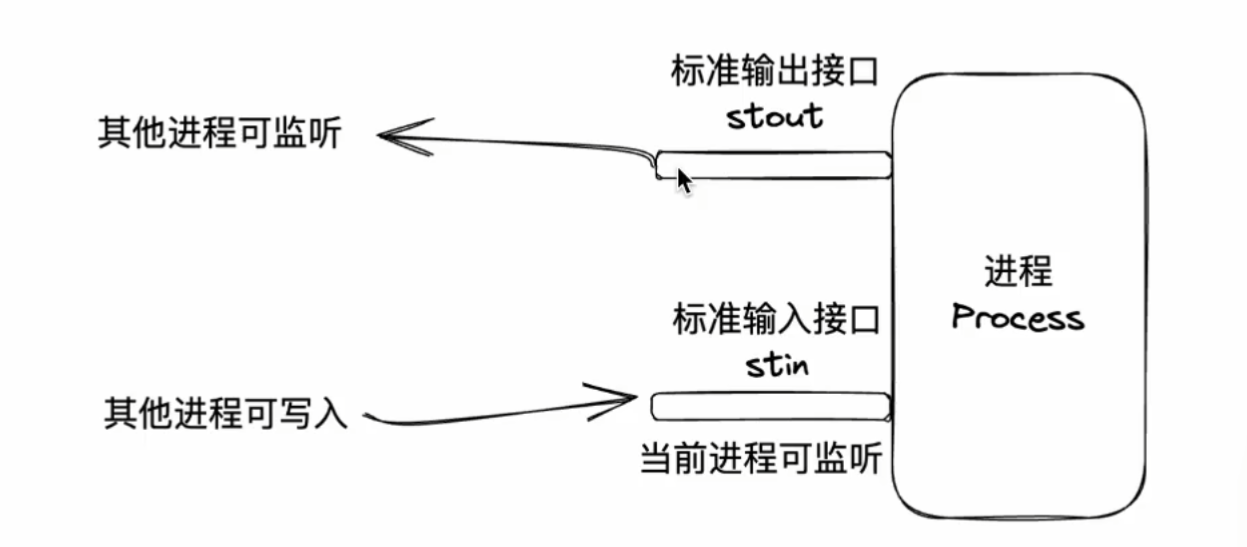 标准输出接口
stout
其他进程可监听
进程
Process
标准输入接口
stin
其他进程可写入
当前进程可监听